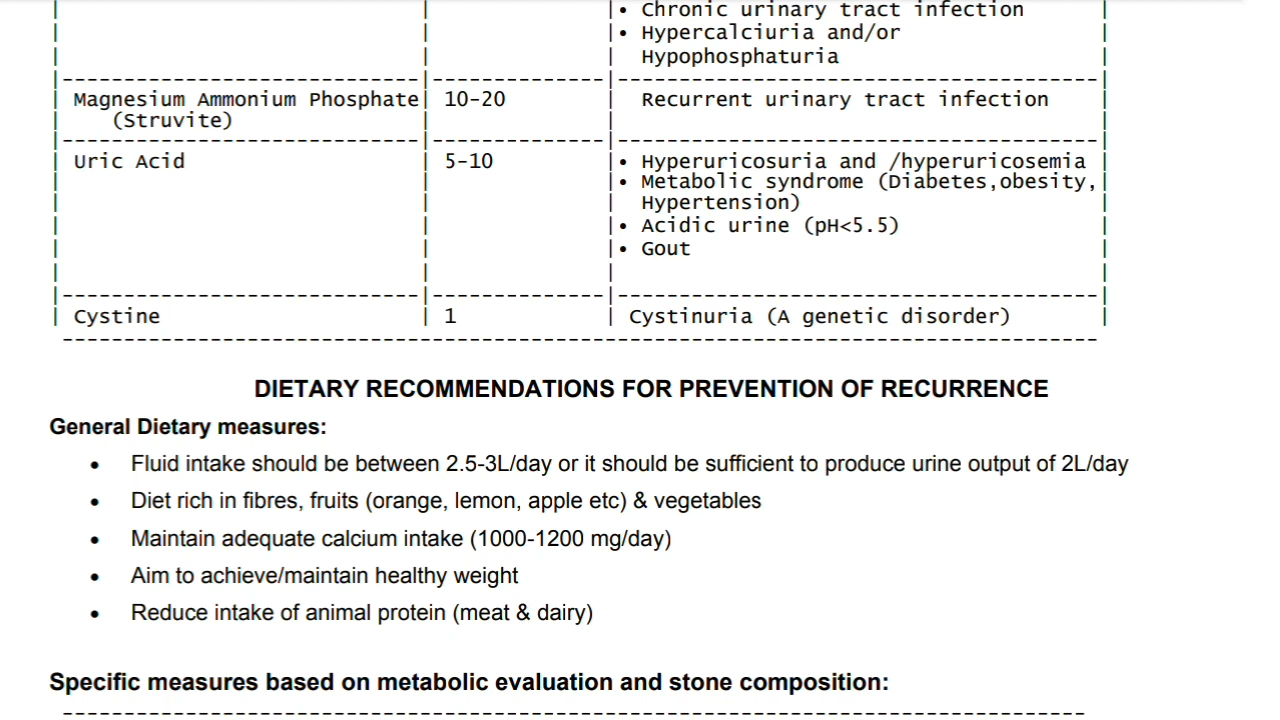 • Chronic urinary tract infection
• Hypercalciuria and/or
Hypophosphaturia
Magnesium Ammonium Phosphate 10-20 Recurrent urinary tract infection
(Struvite)
Uric Acid 5-10 • Hyperuricosuria and /hyperuricosemia
• Metabolic syndrome (Diabetes,obesity,
Hypertension)
• Acidic urine (pH<5.5)
• Gout
Cystine 1 Cystinuria (A genetic disorder)
DIETARY RECOMMENDATIONS FOR PREVENTION OF RECURRENCE
General Dietary measures:
• Fluid intake should be between 2.5-3L/day or it should be sufficient to produce urine output of 2L/day
• Diet rich in fibres, fruits (orange, lemon, apple etc) & vegetables
• Maintain adequate calcium intake (1000-1200 mg/day)
• Aim to achieve/maintain healthy weight
• Reduce intake of animal protein (meat & dairy)
Specific measures based on metabolic evaluation and stone composition: